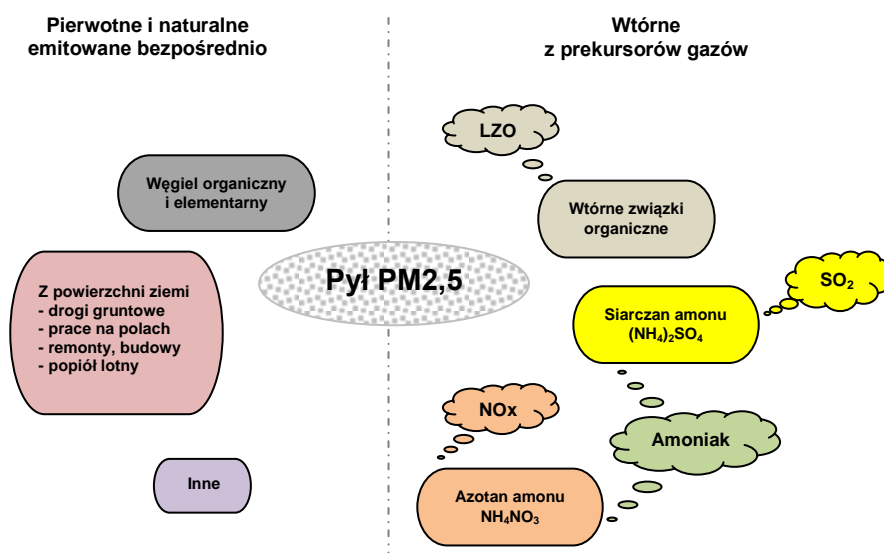 Pierwotne i naturalne
emitowane bezpośrednio
Wtórne
z prekursorów gazów
LZO
Węgiel organiczny
i elementarny
Wtórne związki
organiczne
Pył PM2,5
Z powierzchni ziemi
- drogi gruntowe
- prace na polach
- remonty, budowy
- popiół lotny
SO₂
Siarczan amonu
(NH₄)₂SO₄
NOx
Amoniak
Inne
Azotan amonu
NH₄NO₃